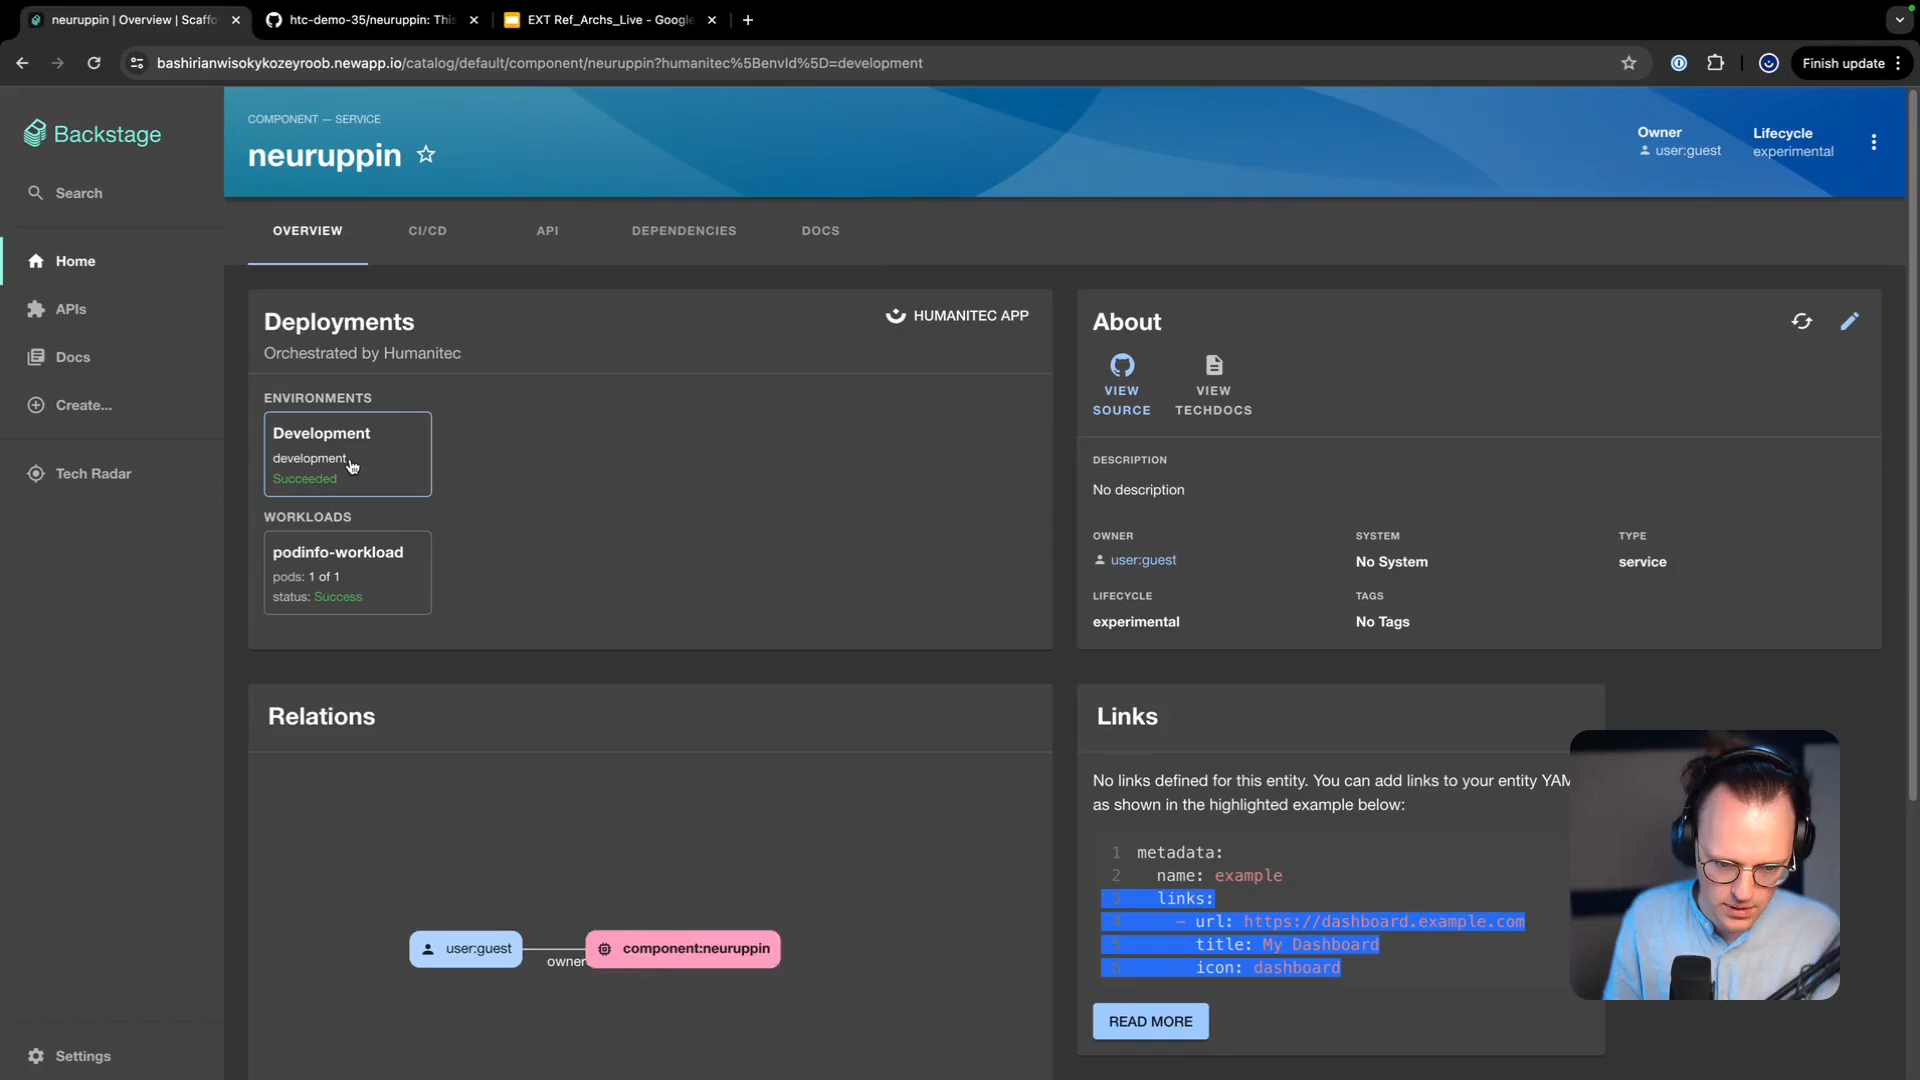 neuruppin | Overview | Scaffo
htc-demo-35/neuruppin: This
EXT Ref_Archs_Live - Google
bashirianwisokykozeyroob.newapp.io/catalog/default/component/neuruppin?humanitec%5BenvId%5D=development
Finish update
Backstage
Search
Home
APIs
Docs
Create...
Tech Radar
Settings
COMPONENT — SERVICE
neuruppin
Owner
user:guest
Lifecycle
experimental
OVERVIEW
CI/CD
API
DEPENDENCIES
DOCS
Deployments
Orchestrated by Humanitec
HUMANITEC APP
ENVIRONMENTS
Development
development
Succeeded
WORKLOADS
podinfo-workload
pods: 1 of 1
status: Success
About
VIEW SOURCE
VIEW TECHDOCS
DESCRIPTION
No description
OWNER
user:guest
SYSTEM
No System
TYPE
service
LIFECYCLE
experimental
TAGS
No Tags
Relations
user:guest
owner
component:neuruppin
Links
No links defined for this entity. You can add links to your entity YAM
as shown in the highlighted example below:
1 metadata:
2 name: example
3 links:
4 - url: https://dashboard.example.com
5 title: My Dashboard
6 icon: dashboard
READ MORE